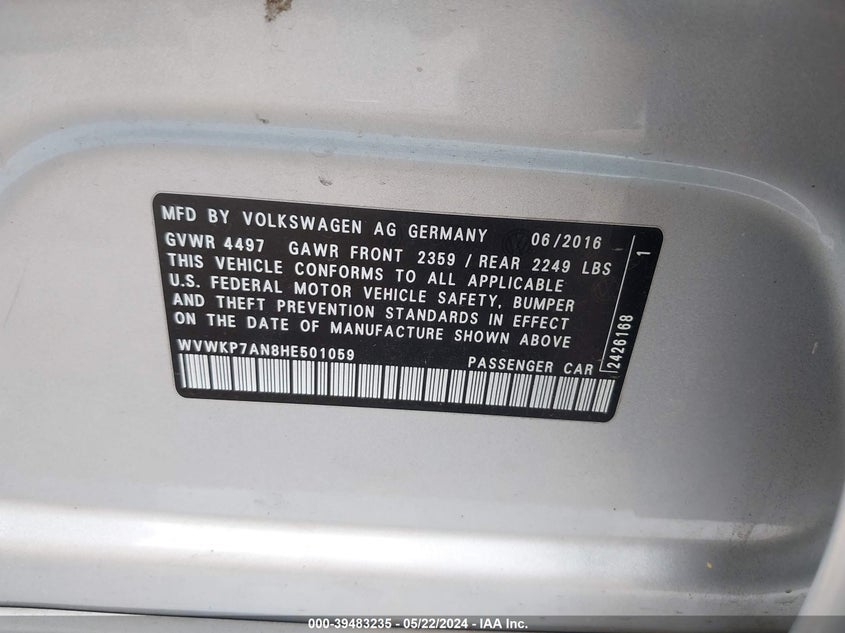 MFD BY VOLKSWAGEN AG GERMANY 06/2016
GVWR 4497 GAWR FRONT 2359 / REAR 2249 LBS
THIS VEHICLE CONFORMS TO ALL APPLICABLE
U.S. FEDERAL MOTOR VEHICLE SAFETY, BUMPER
AND THEFT PREVENTION STANDARDS IN EFFECT
ON THE DATE OF MANUFACTURE SHOWN ABOVE
WVWKP7AN8HE501059
PASSENGER CAR
2426168 1
000-39483235 - 05/22/2024 - IAA Inc.